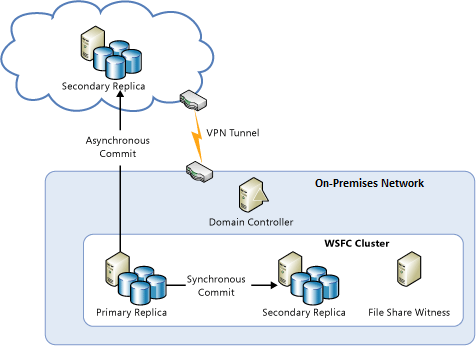 Secondary Replica
VPN Tunnel
Asynchronous
Commit
On-Premises Network
Domain Controller
WSFC Cluster
Synchronous
Commit
Primary Replica
Secondary Replica
File Share Witness